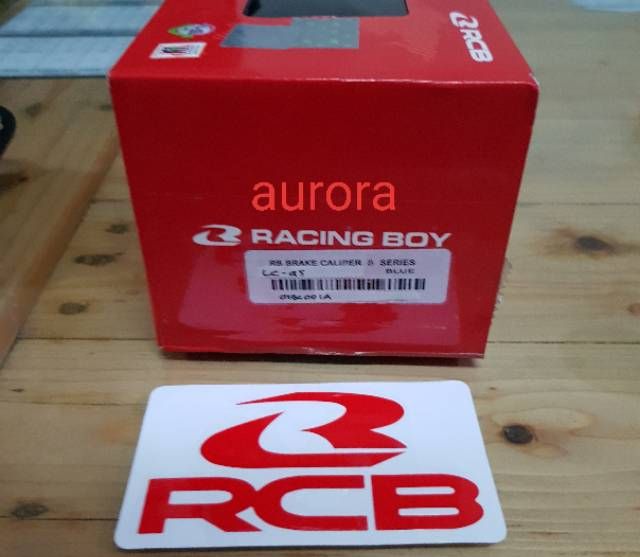 RCB
aurora
RACING BOY
RB BRAKE CALIPER S SERIES
BLUE
RCB